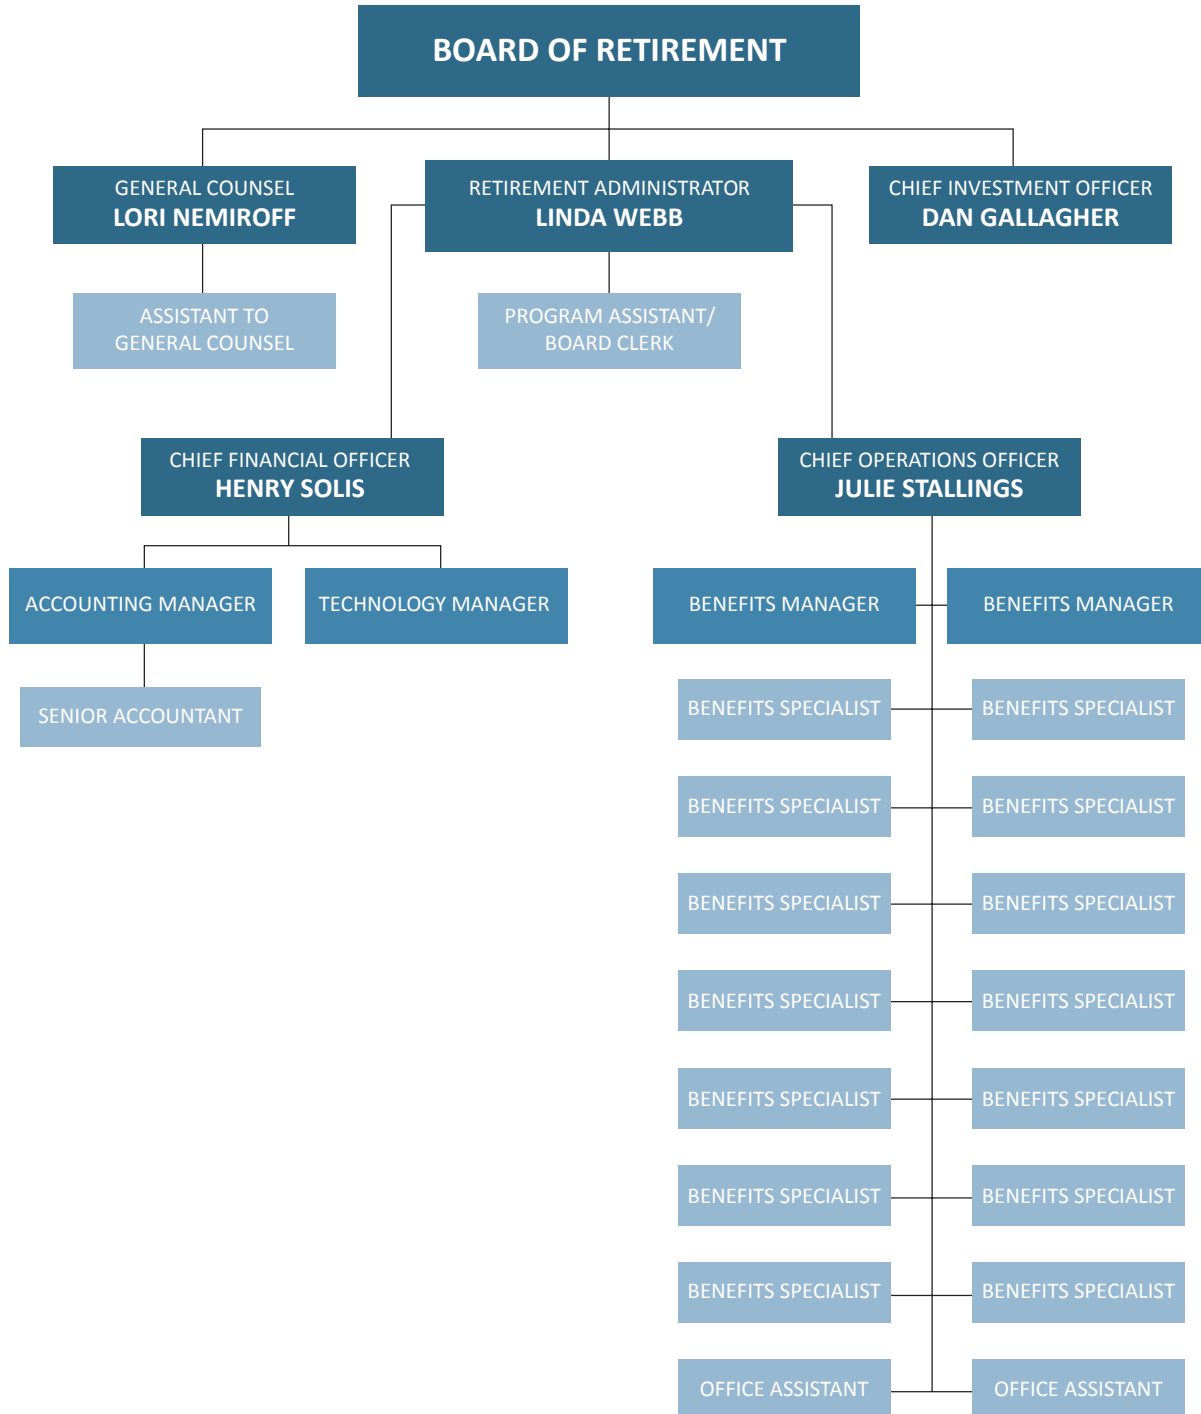 BOARD OF RETIREMENT
GENERAL COUNSEL
LORI NEMIROFF
RETIREMENT ADMINISTRATOR
LINDA WEBB
CHIEF INVESTMENT OFFICER
DAN GALLAGHER
ASSISTANT TO
GENERAL COUNSEL
PROGRAM ASSISTANT/
BOARD CLERK
CHIEF FINANCIAL OFFICER
HENRY SOLIS
CHIEF OPERATIONS OFFICER
JULIE STALLINGS
ACCOUNTING MANAGER
TECHNOLOGY MANAGER
BENEFITS MANAGER
BENEFITS MANAGER
SENIOR ACCOUNTANT
BENEFITS SPECIALIST
BENEFITS SPECIALIST
BENEFITS SPECIALIST
BENEFITS SPECIALIST
BENEFITS SPECIALIST
BENEFITS SPECIALIST
BENEFITS SPECIALIST
BENEFITS SPECIALIST
BENEFITS SPECIALIST
BENEFITS SPECIALIST
BENEFITS SPECIALIST
BENEFITS SPECIALIST
BENEFITS SPECIALIST
BENEFITS SPECIALIST
OFFICE ASSISTANT
OFFICE ASSISTANT